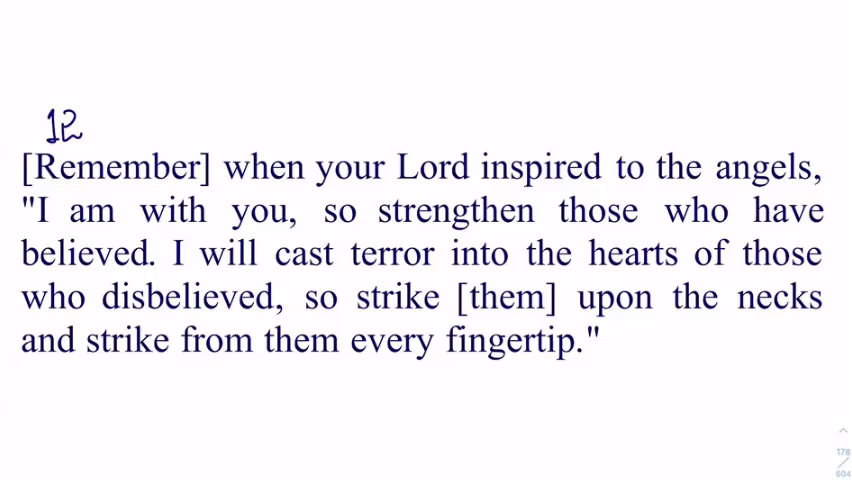 12
[Remember] when your Lord inspired to the angels,
"I am with you, so strengthen those who have
believed. I will cast terror into the hearts of those
who disbelieved, so strike [them] upon the necks
and strike from them every fingertip."
178
/
604